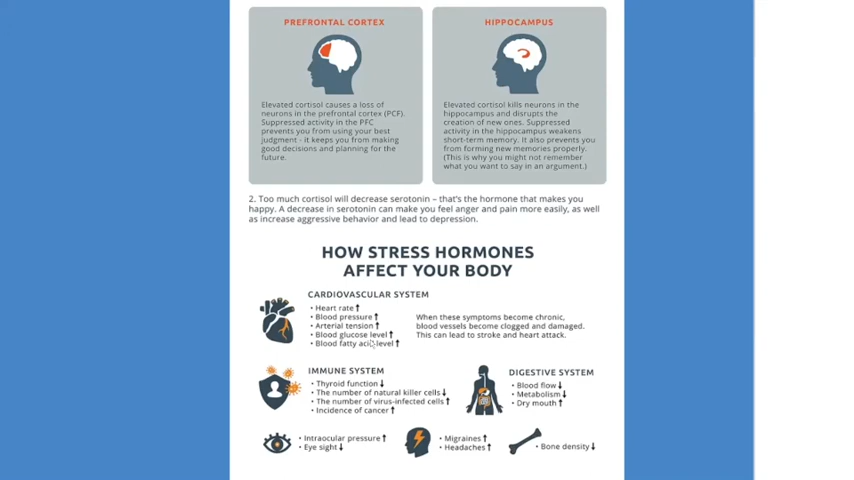 PREFRONTAL CORTEX
Elevated cortisol causes a loss of
neurons in the prefrontal cortex (PCF).
Suppressed activity in the PFC
prevents you from using your best
judgment - it keeps you from making
good decisions and planning for the
future.
HIPPOCAMPUS
Elevated cortisol kills neurons in the
hippocampus and disrupts the
creation of new ones. Suppressed
activity in the hippocampus weakens
short-term memory. It also prevents you
from forming new memories properly.
(This is why you might not remember
what you want to say in an argument.)
2. Too much cortisol will decrease serotonin – that's the hormone that makes you
happy. A decrease in serotonin can make you feel anger and pain more easily, as well
as increase aggressive behavior and lead to depression.
HOW STRESS HORMONES
AFFECT YOUR BODY
CARDIOVASCULAR SYSTEM
• Heart rate ↑
• Blood pressure ↑
• Arterial tension ↑
• Blood glucose level ↑
• Blood fatty acid level ↑
When these symptoms become chronic,
blood vessels become clogged and damaged.
This can lead to stroke and heart attack.
IMMUNE SYSTEM
• Thyroid function ↓
• The number of natural killer cells ↓
• The number of virus-infected cells ↑
• Incidence of cancer ↑
DIGESTIVE SYSTEM
• Blood flow ↓
• Metabolism ↓
• Dry mouth ↑
• Intraocular pressure ↑
• Eye sight ↓
• Migraines ↑
• Headaches ↑
• Bone density ↓